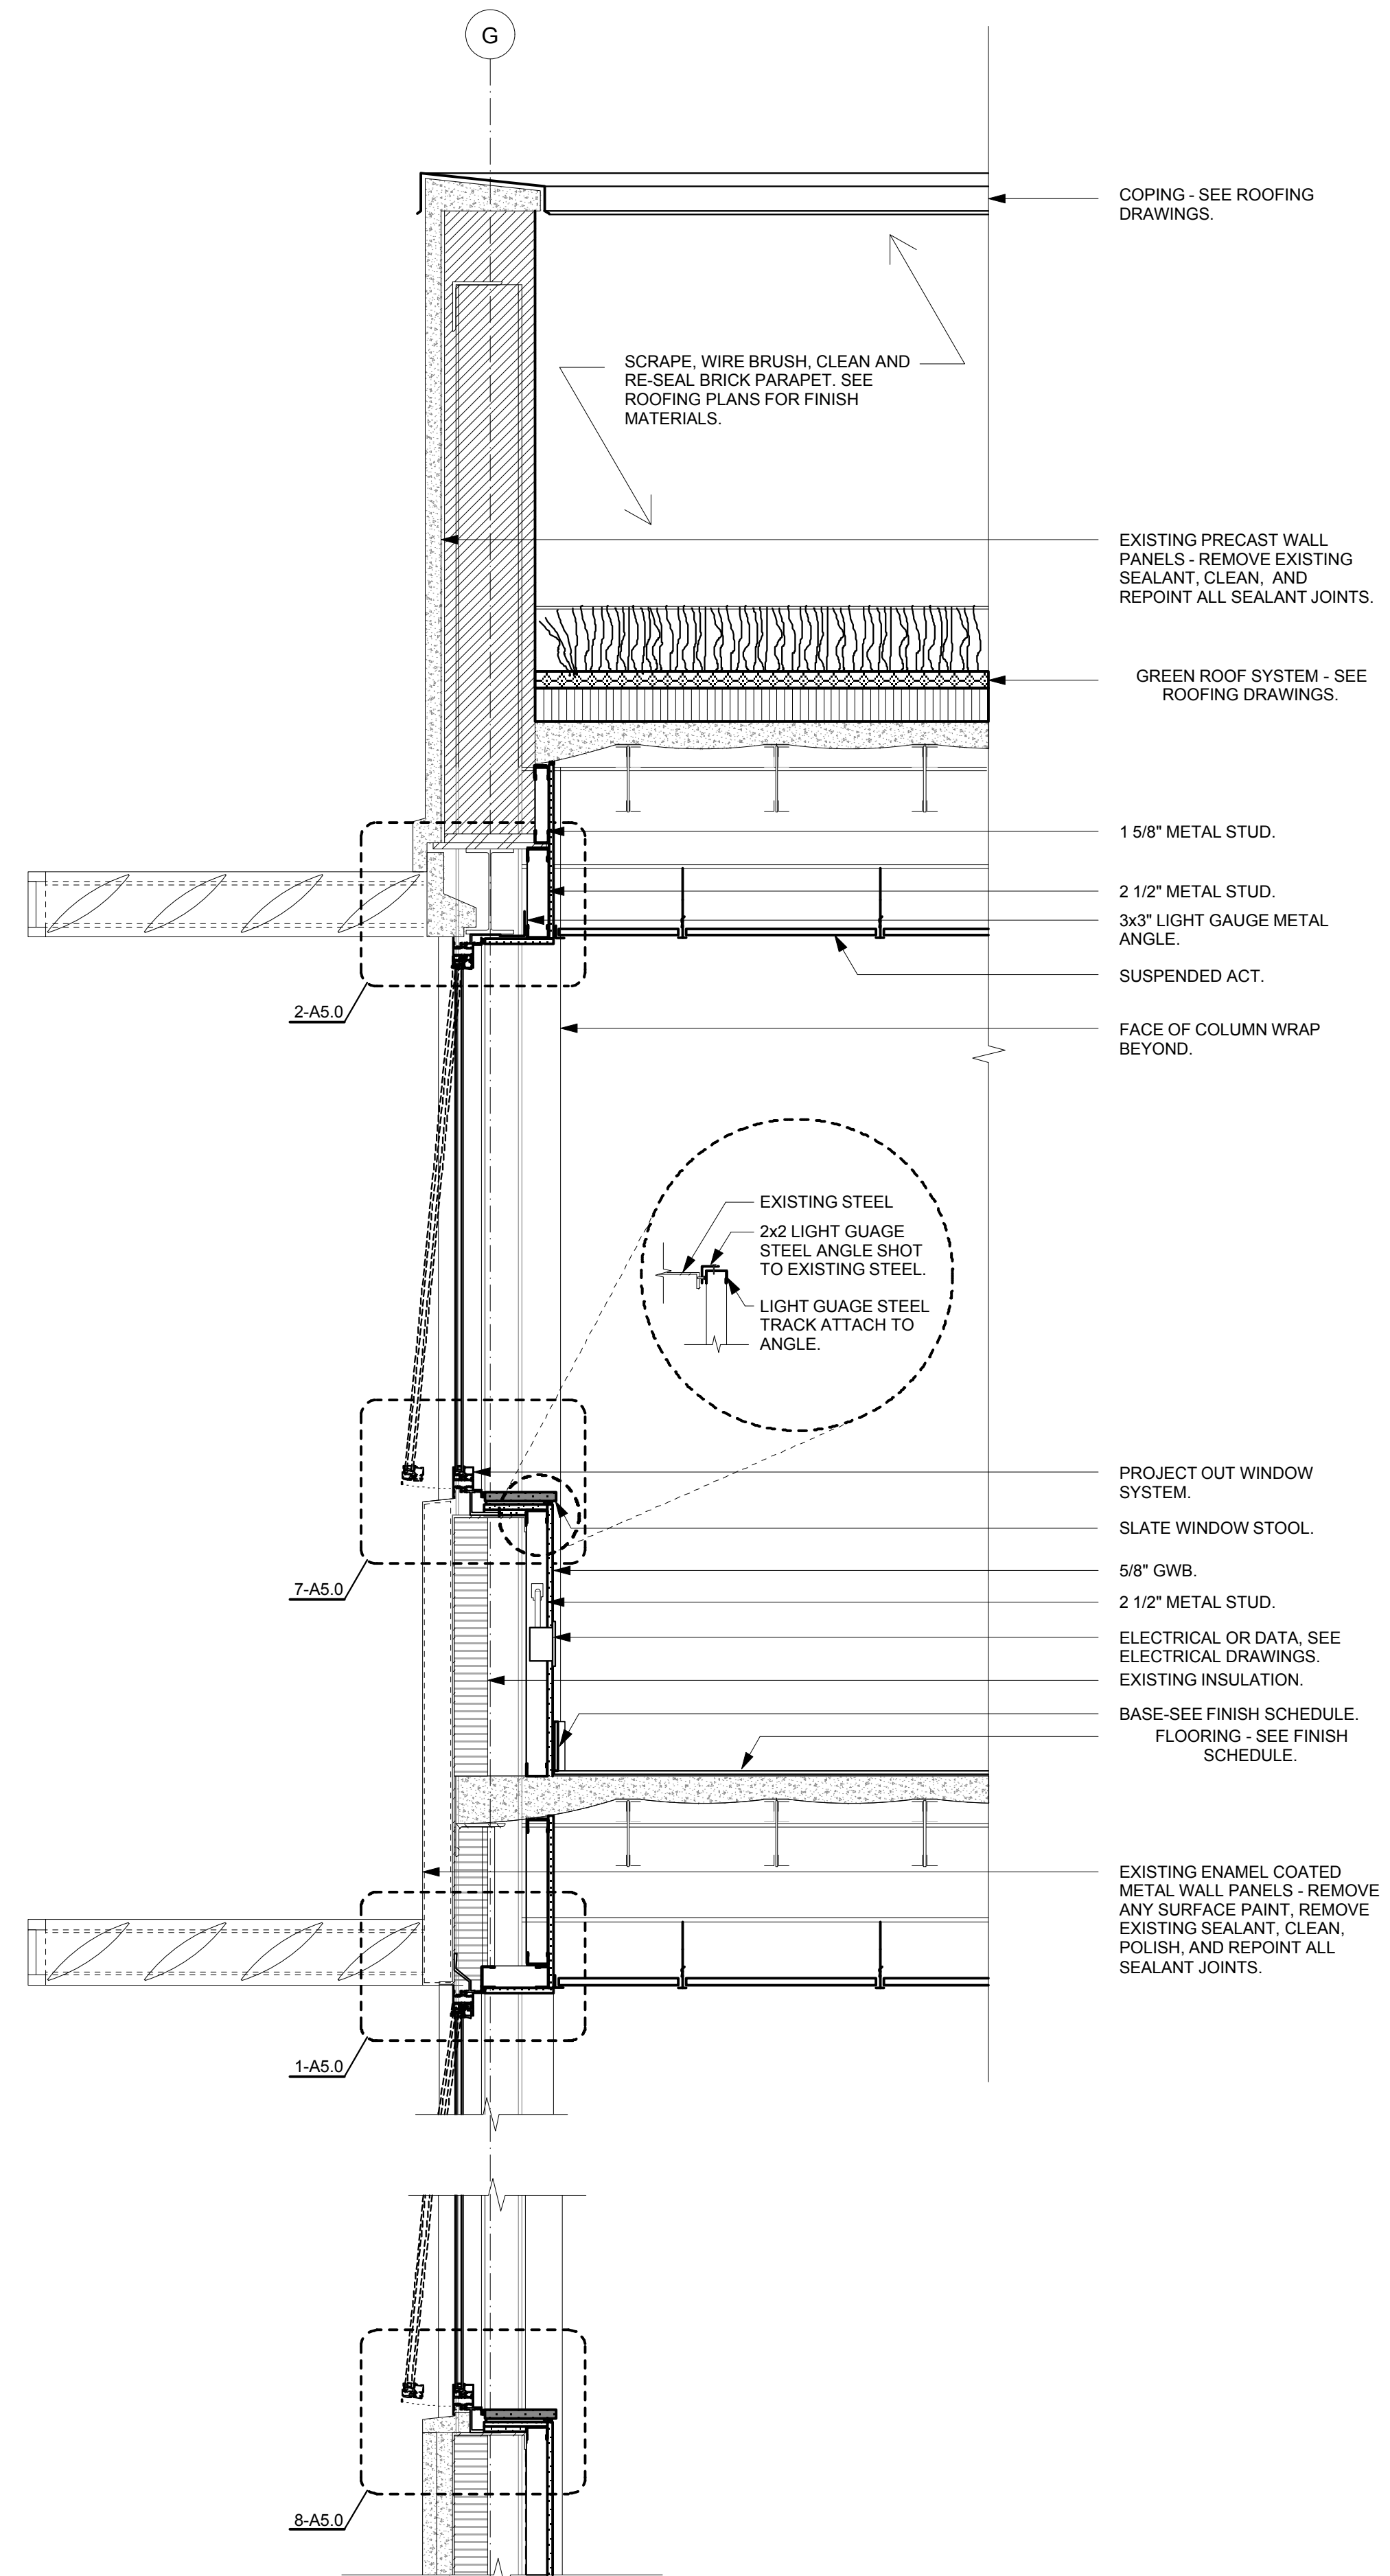 G
COPING - SEE ROOFING
DRAWINGS.
SCRAPE, WIRE BRUSH, CLEAN AND
RE-SEAL BRICK PARAPET. SEE
ROOFING PLANS FOR FINISH
MATERIALS.
EXISTING PRECAST WALL
PANELS - REMOVE EXISTING
SEALANT, CLEAN, AND
REPOINT ALL SEALANT JOINTS.
GREEN ROOF SYSTEM - SEE
ROOFING DRAWINGS.
1 5/8" METAL STUD.
2 1/2" METAL STUD.
3x3" LIGHT GAUGE METAL
ANGLE.
SUSPENDED ACT.
2-A5.0
FACE OF COLUMN WRAP
BEYOND.
EXISTING STEEL
2x2 LIGHT GUAGE
STEEL ANGLE SHOT
TO EXISTING STEEL.
LIGHT GUAGE STEEL
TRACK ATTACH TO
ANGLE.
PROJECT OUT WINDOW
SYSTEM.
SLATE WINDOW STOOL.
5/8" GWB.
7-A5.0
2 1/2" METAL STUD.
ELECTRICAL OR DATA, SEE
ELECTRICAL DRAWINGS.
EXISTING INSULATION.
BASE-SEE FINISH SCHEDULE.
FLOORING - SEE FINISH
SCHEDULE.
EXISTING ENAMEL COATED
METAL WALL PANELS - REMOVE
ANY SURFACE PAINT, REMOVE
EXISTING SEALANT, CLEAN,
POLISH, AND REPOINT ALL
SEALANT JOINTS.
1-A5.0
8-A5.0